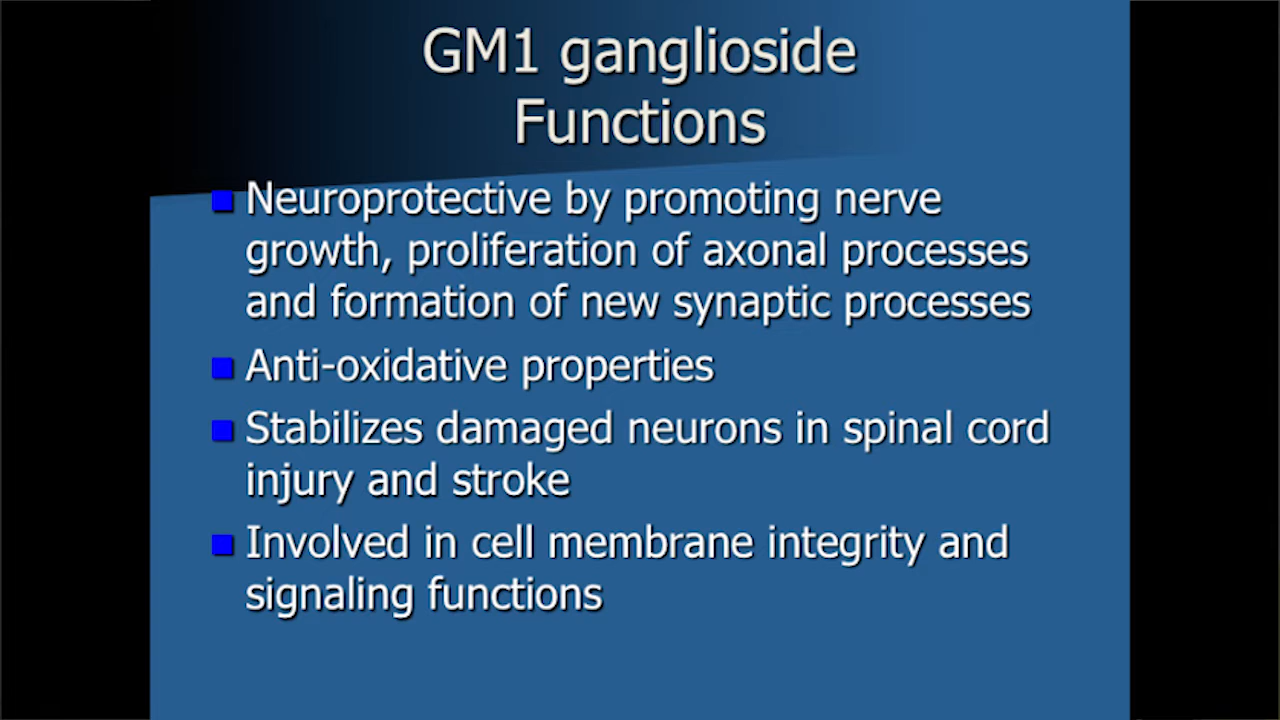 GM1 ganglioside
Functions
Neuroprotective by promoting nerve
growth, proliferation of axonal processes
and formation of new synaptic processes
Anti-oxidative properties
Stabilizes damaged neurons in spinal cord
injury and stroke
Involved in cell membrane integrity and
signaling functions